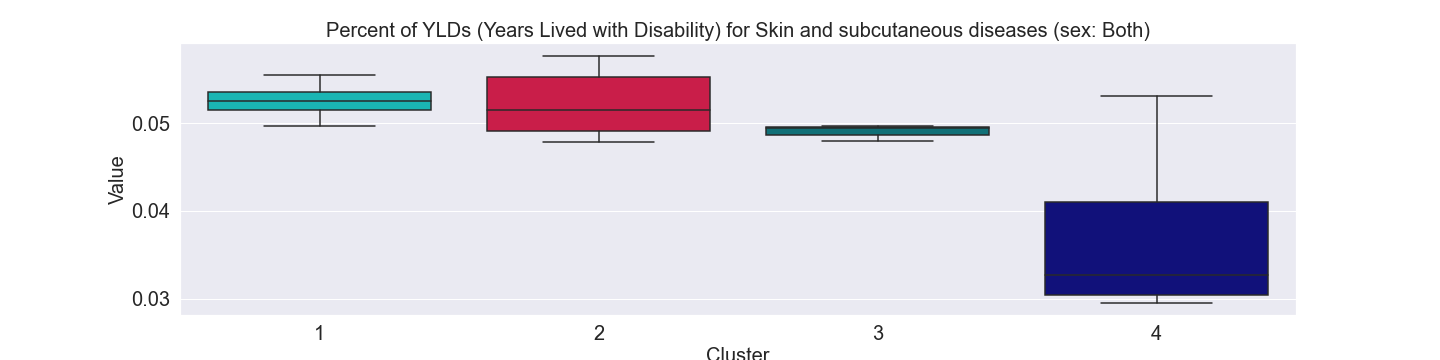 Percent of YLDs (Years Lived with Disability) for Skin and subcutaneous diseases (sex: Both)
0.05
0.04
0.03
Value
1 2 3 4
Cluster